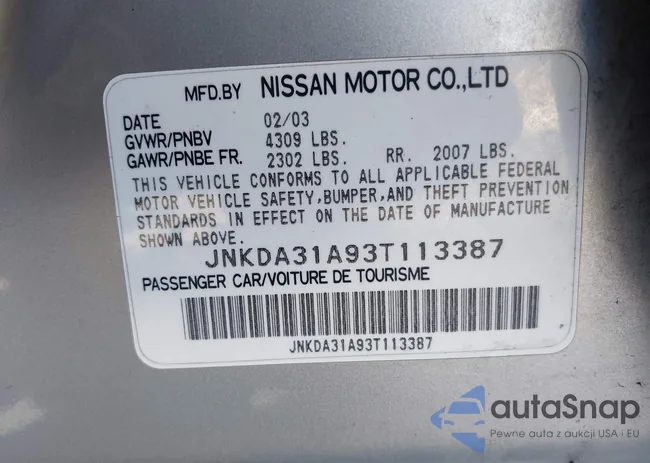 MFD.BY NISSAN MOTOR CO.,LTD
DATE 02/03
GVWR/PNBV 4309 LBS.
GAWR/PNBE FR. 2302 LBS. RR. 2007 LBS.
THIS VEHICLE CONFORMS TO ALL APPLICABLE FEDERAL
MOTOR VEHICLE SAFETY,BUMPER,AND THEFT PREVENTION
STANDARDS IN EFFECT ON THE DATE OF MANUFACTURE
SHOWN ABOVE.
JNKDA31A93T113387
PASSENGER CAR/VOITURE DE TOURISME
JNKDA31A93T113387
autoSnap
Pewne auta z aukcji USA i EU